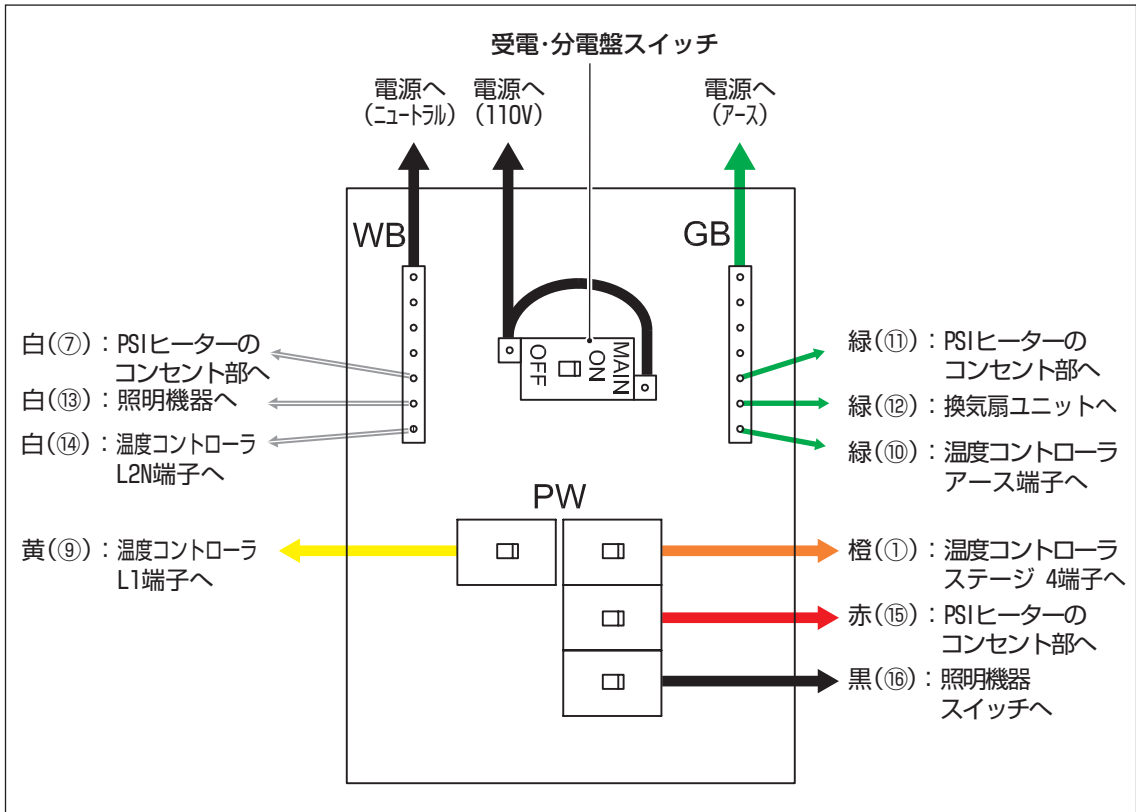 受電・分電盤スイッチ
電源へ
(ニュートラル)
電源へ
(110V)
電源へ
(アース)
WB
GB
MAIN
ON
OFF
白(⑦):PSIヒーターの
コンセント部へ
白(⑬):照明機器へ
白(⑭):温度コントローラ
L2N端子へ
緑(⑪):PSIヒーターの
コンセント部へ
緑(⑫):換気扇ユニットへ
緑(⑩):温度コントローラ
アース端子へ
PW
黄(⑨):温度コントローラ
L1端子へ
橙(①):温度コントローラ
ステージ 4端子へ
赤(⑮):PSIヒーターの
コンセント部へ
黒(⑯):照明機器
スイッチへ